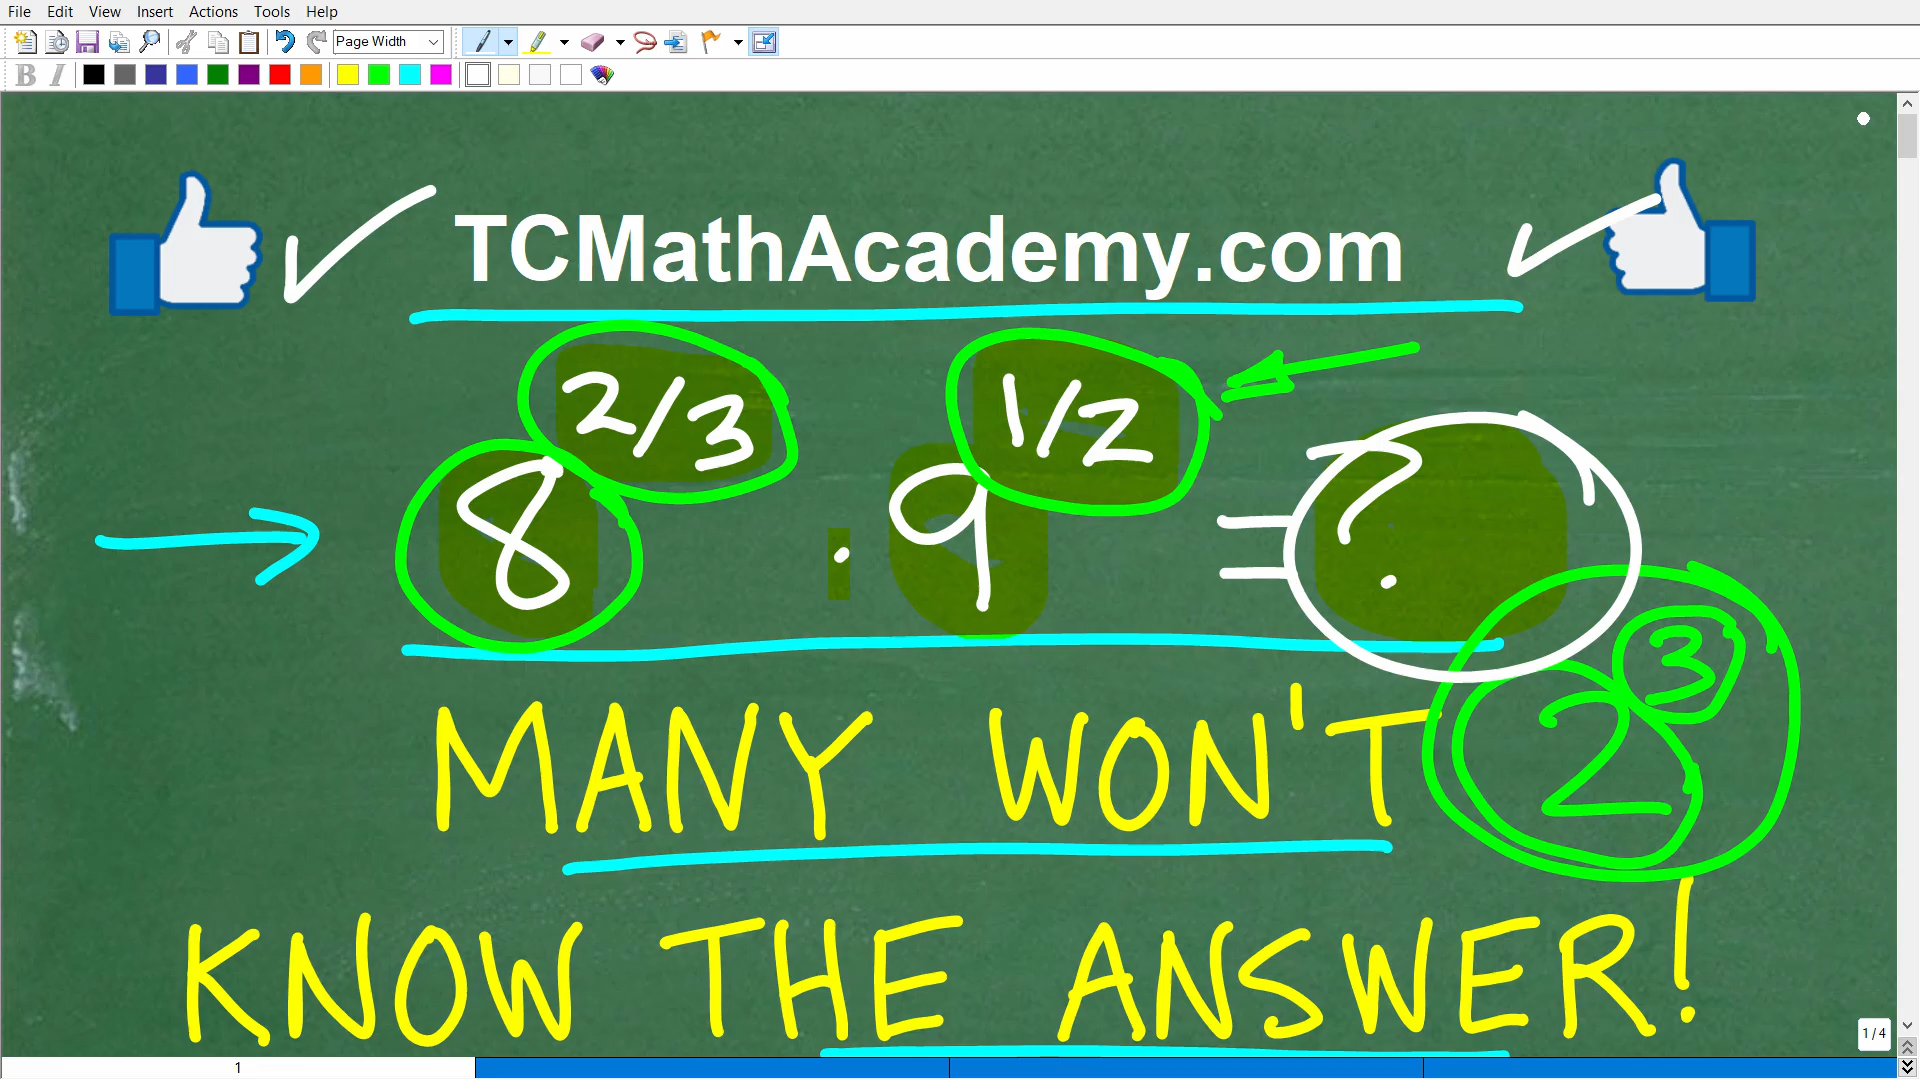 File Edit View Insert Actions Tools Help
Page Width
B I
TCMathAcademy.com
8^2/3 · 9^1/2 = ?
2^3
MANY WON'T
KNOW THE ANSWER!
1 / 4
1